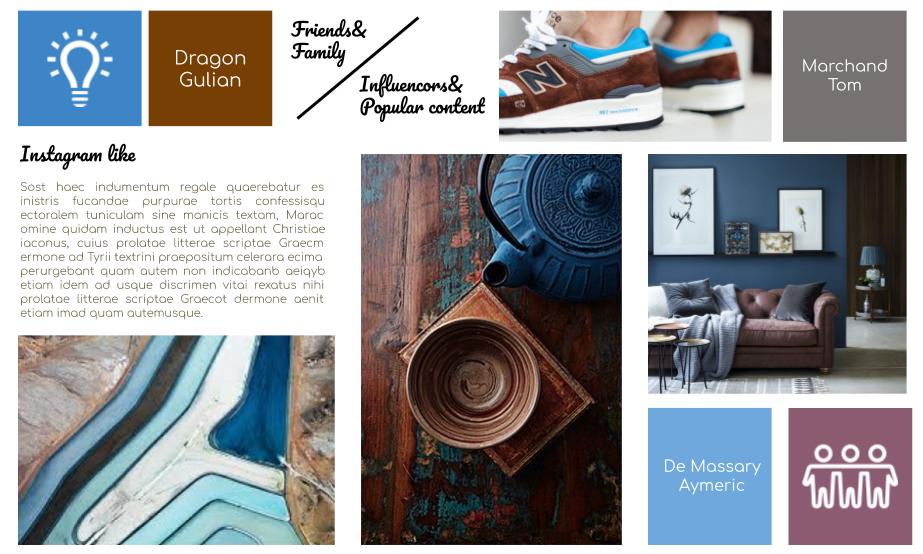 Dragon
Gulian
Friends&
Family
Influencors&
Popular content
N
Marchand
Tom
Instagram like
Sost haec indumentum regale quaerebatur es
inistris fucandae purpurae tortis confessisqu
ectoralem tuniculam sine manicis textam, Marac
omine quidam inductus est ut appellant Christiae
iaconus, cuius prolatae litterae scriptae Graecm
ermone ad Tyrii textrini praepositum celerara ecima
perurgebant quam autem non indicabanb aeiqyb
etiam idem ad usque discrimen vitai rexatus nihi
prolatae litterae scriptae Graecot dermone aenit
etiam imad quam autemusque.
De Massary
Aymeric